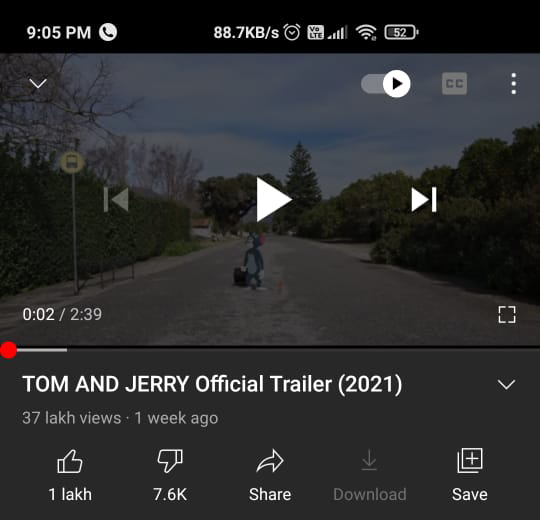 9:05 PM 88.7KB/s Vo LTE 52
CC
0:02 / 2:39
TOM AND JERRY Official Trailer (2021)
37 lakh views · 1 week ago
1 lakh 7.6K Share Download Save